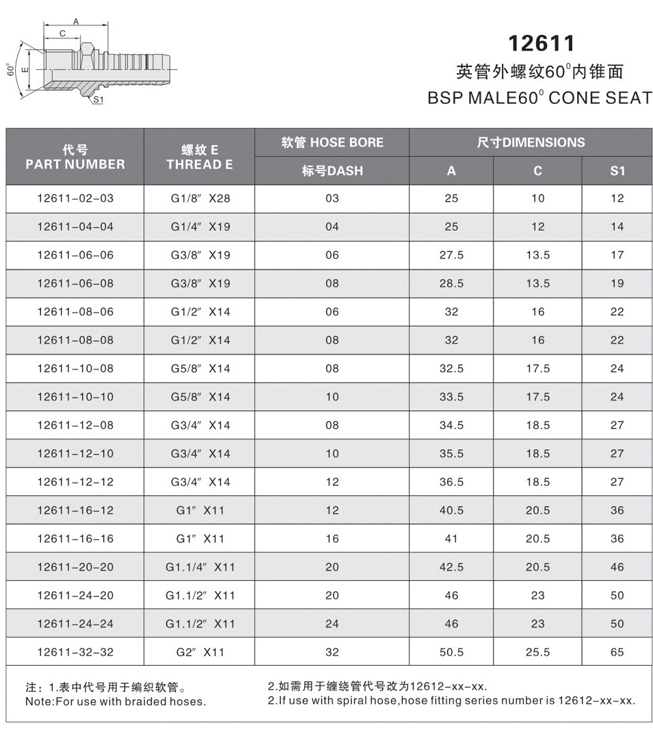 A
C
60°
E
S1
12611
英管外螺纹60⁰内锥面
BSP MALE60⁰ CONE SEAT
代号 螺纹 E 软管 HOSE BORE 尺寸DIMENSIONS
PART NUMBER THREAD E 标号DASH A C S1
12611-02-03 G1/8″ X28 03 25 10 12
12611-04-04 G1/4″ X19 04 25 12 14
12611-06-06 G3/8″ X19 06 27.5 13.5 17
12611-06-08 G3/8″ X19 08 28.5 13.5 19
12611-08-06 G1/2″ X14 06 32 16 22
12611-08-08 G1/2″ X14 08 32 16 22
12611-10-08 G5/8″ X14 08 32.5 17.5 24
12611-10-10 G5/8″ X14 10 33.5 17.5 24
12611-12-08 G3/4″ X14 08 34.5 18.5 27
12611-12-10 G3/4″ X14 10 35.5 18.5 27
12611-12-12 G3/4″ X14 12 36.5 18.5 27
12611-16-12 G1″ X11 12 40.5 20.5 36
12611-16-16 G1″ X11 16 41 20.5 36
12611-20-20 G1.1/4″ X11 20 42.5 20.5 46
12611-24-20 G1.1/2″ X11 20 46 23 50
12611-24-24 G1.1/2″ X11 24 46 23 50
12611-32-32 G2″ X11 32 50.5 25.5 65
注：1.表中代号用于编织软管。 2.如需用于缠绕管代号改为12612-xx-xx.
Note:For use with braided hoses. 2.If use with spiral hose,hose fitting series number is 12612-xx-xx.